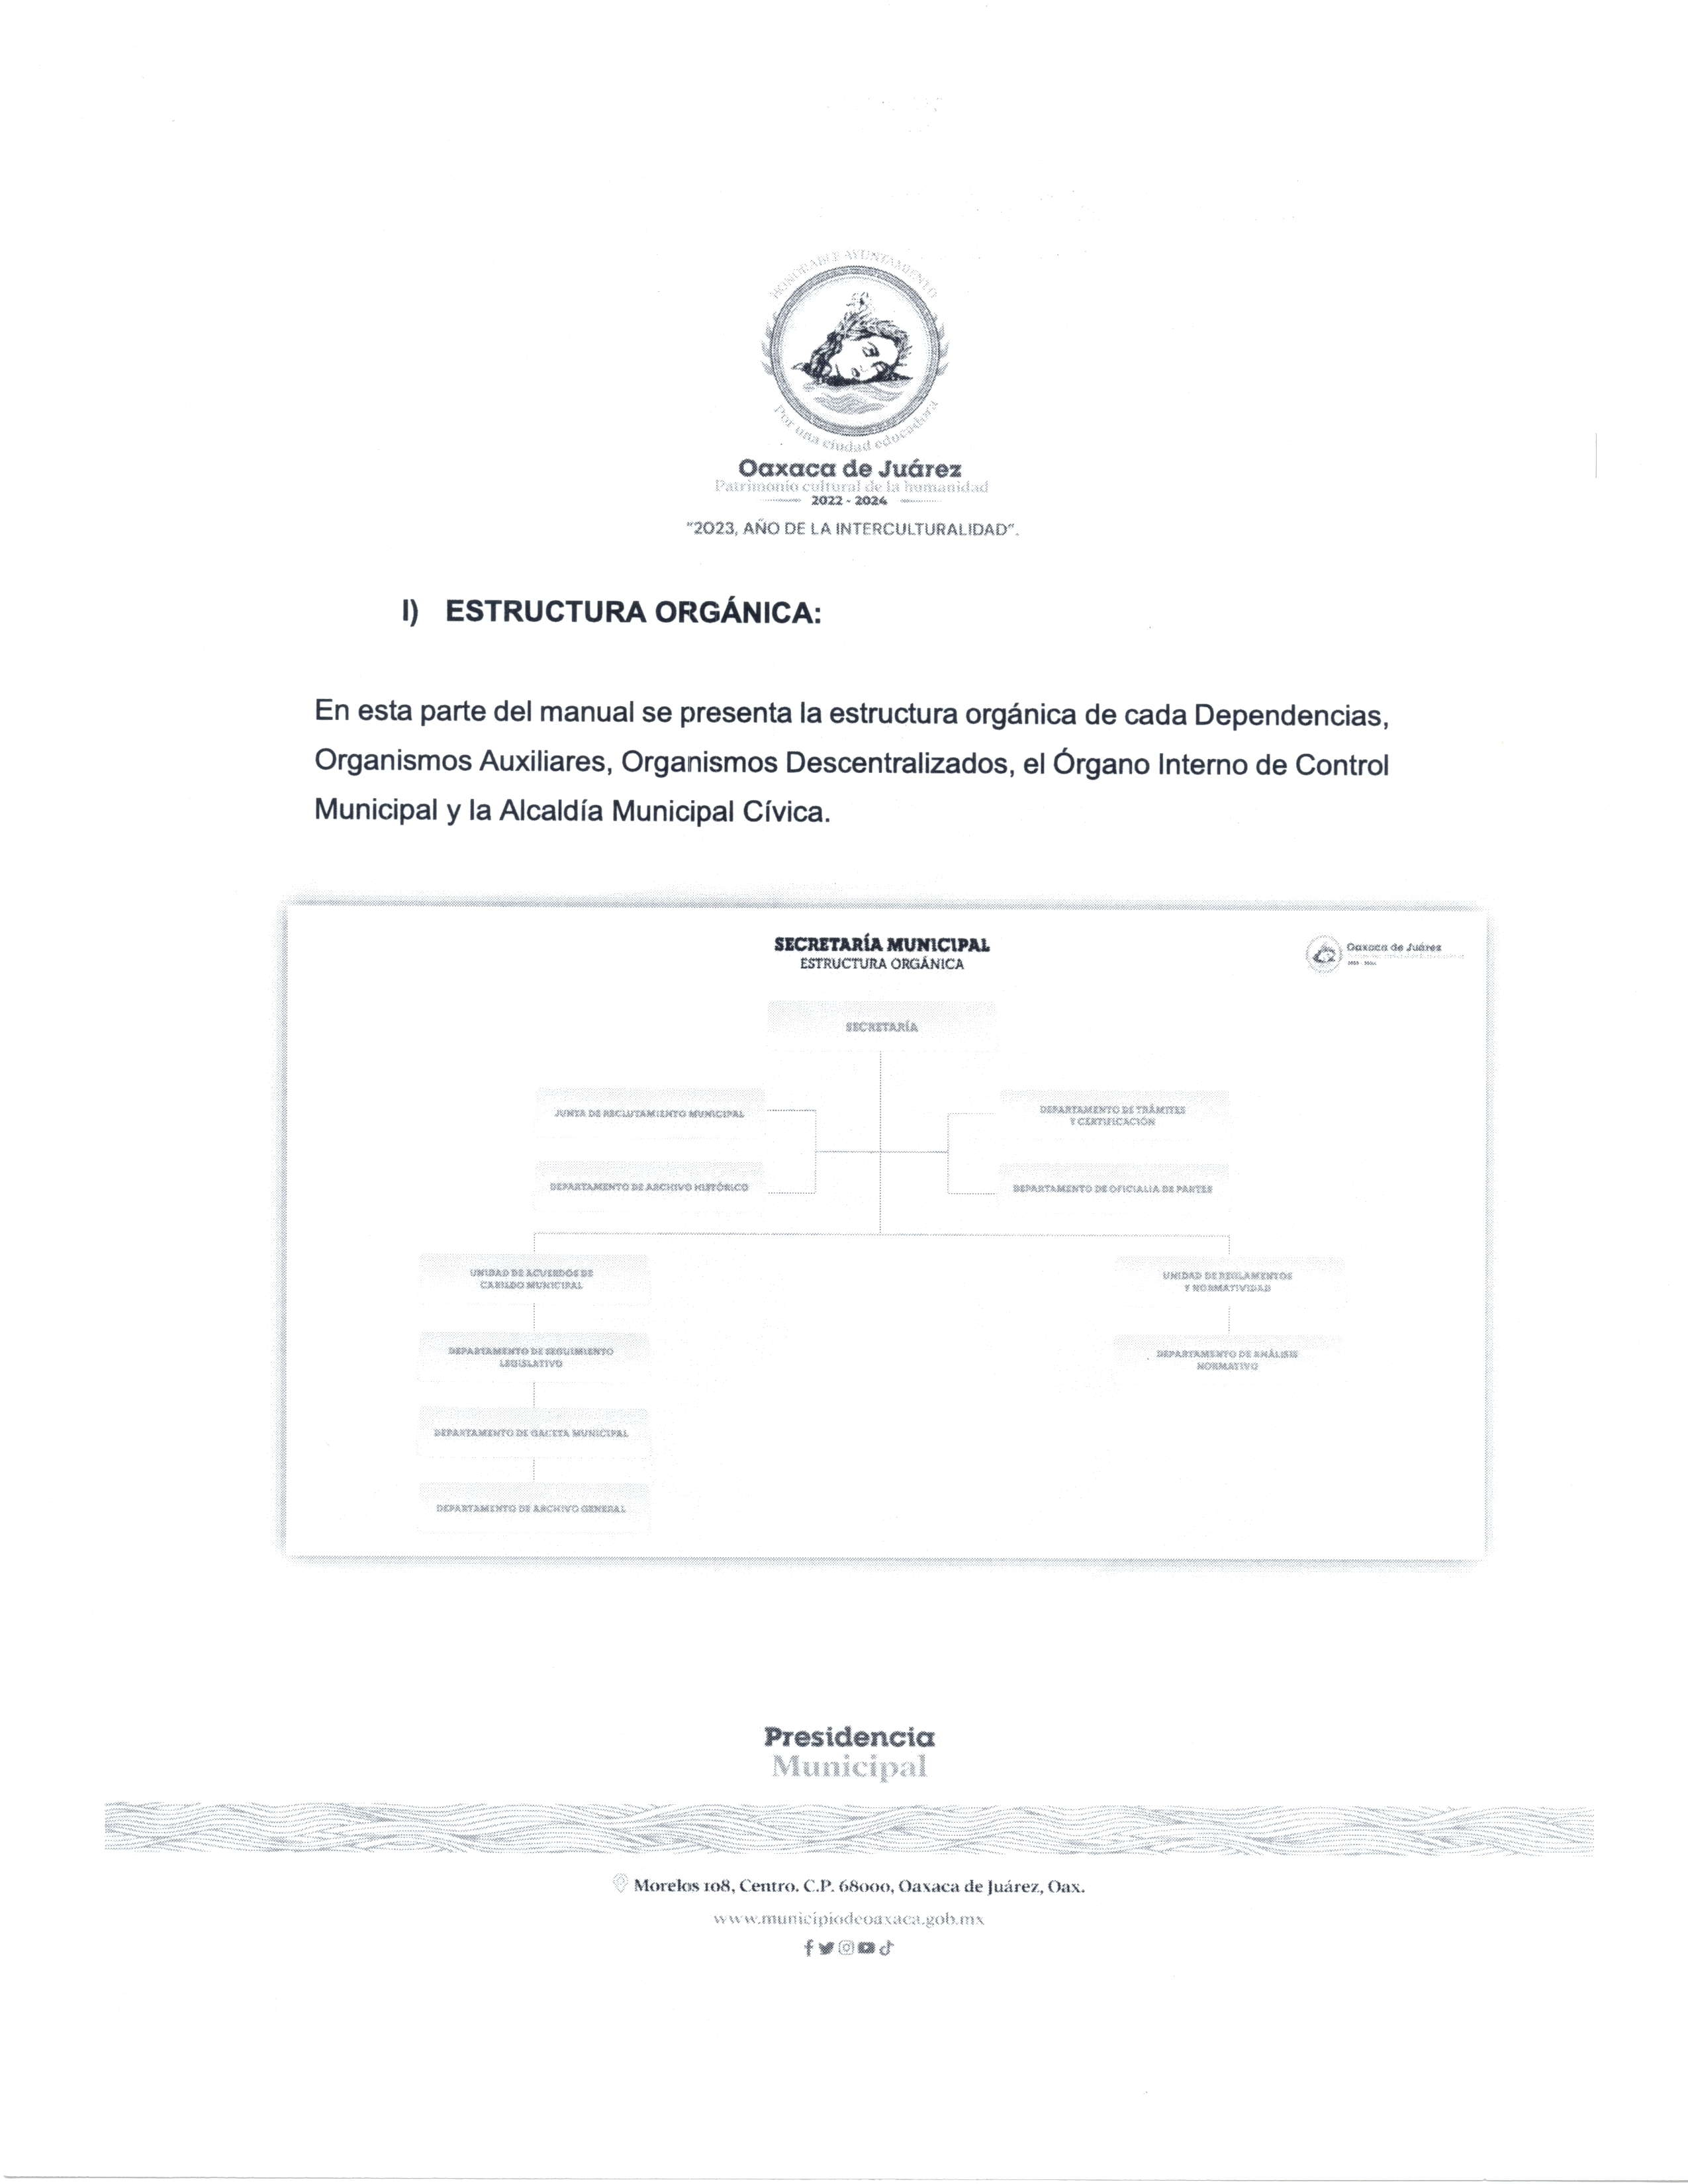 HONORABLE AYUNTAMIENTO
Por una ciudad educadora
Oaxaca de Juárez
Patrimonio cultural de la humanidad
2022 - 2024
"2023, AÑO DE LA INTERCULTURALIDAD".
I) ESTRUCTURA ORGÁNICA:
En esta parte del manual se presenta la estructura orgánica de cada Dependencias,
Organismos Auxiliares, Organismos Descentralizados, el Órgano Interno de Control
Municipal y la Alcaldía Municipal Cívica.
SECRETARÍA MUNICIPAL
ESTRUCTURA ORGÁNICA
Oaxaca de Juárez
SECRETARÍA
JUNTA DE RECLUTAMIENTO MUNICIPAL
DEPARTAMENTO DE TRÁMITES
Y CERTIFICACIÓN
DEPARTAMENTO DE ARCHIVO HISTÓRICO
DEPARTAMENTO DE OFICIALIA DE PARTES
UNIDAD DE ACUERDOS DE
CABILDO MUNICIPAL
UNIDAD DE REGLAMENTOS
Y NORMATIVIDAD
DEPARTAMENTO DE SEGUIMIENTO
LEGISLATIVO
DEPARTAMENTO DE ANÁLISIS
NORMATIVO
DEPARTAMENTO DE GACETA MUNICIPAL
DEPARTAMENTO DE ARCHIVO GENERAL
Presidencia
Municipal
Morelos 108, Centro. C.P. 68000, Oaxaca de Juárez, Oax.
www.municipiodeoaxaca.gob.mx